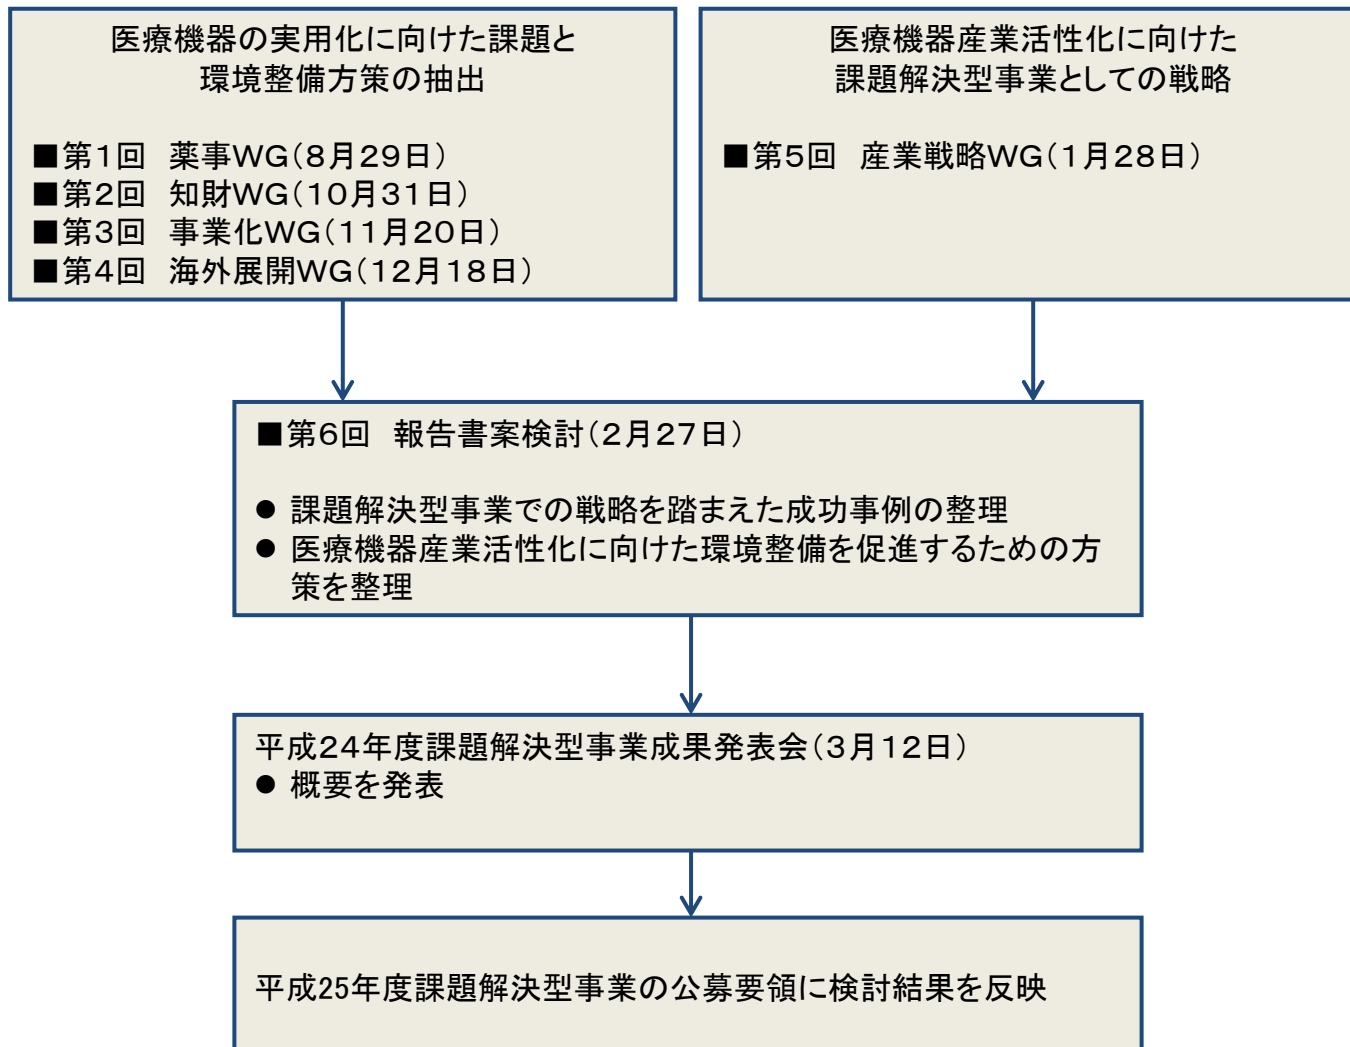 医療機器の実用化に向けた課題と
環境整備方策の抽出
■第1回　薬事WG(8月29日)
■第2回　知財WG(10月31日)
■第3回　事業化WG(11月20日)
■第4回　海外展開WG(12月18日)
医療機器産業活性化に向けた
課題解決型事業としての戦略
■第5回　産業戦略WG(1月28日)
■第6回　報告書案検討(2月27日)
● 課題解決型事業での戦略を踏まえた成功事例の整理
● 医療機器産業活性化に向けた環境整備を促進するための方
策を整理
平成24年度課題解決型事業成果発表会(3月12日)
● 概要を発表
平成25年度課題解決型事業の公募要領に検討結果を反映